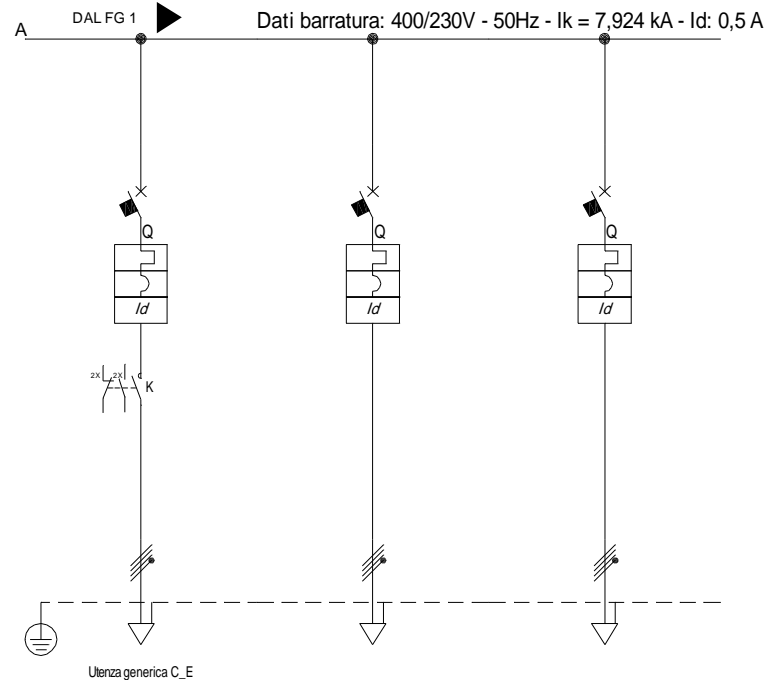 DAL FG 1
Dati barratura: 400/230V - 50Hz - Ik = 7,924 kA - Id: 0,5 A
A
Q
Q
Q
Id
Id
Id
2X
2X
K
Utenza generica C_E